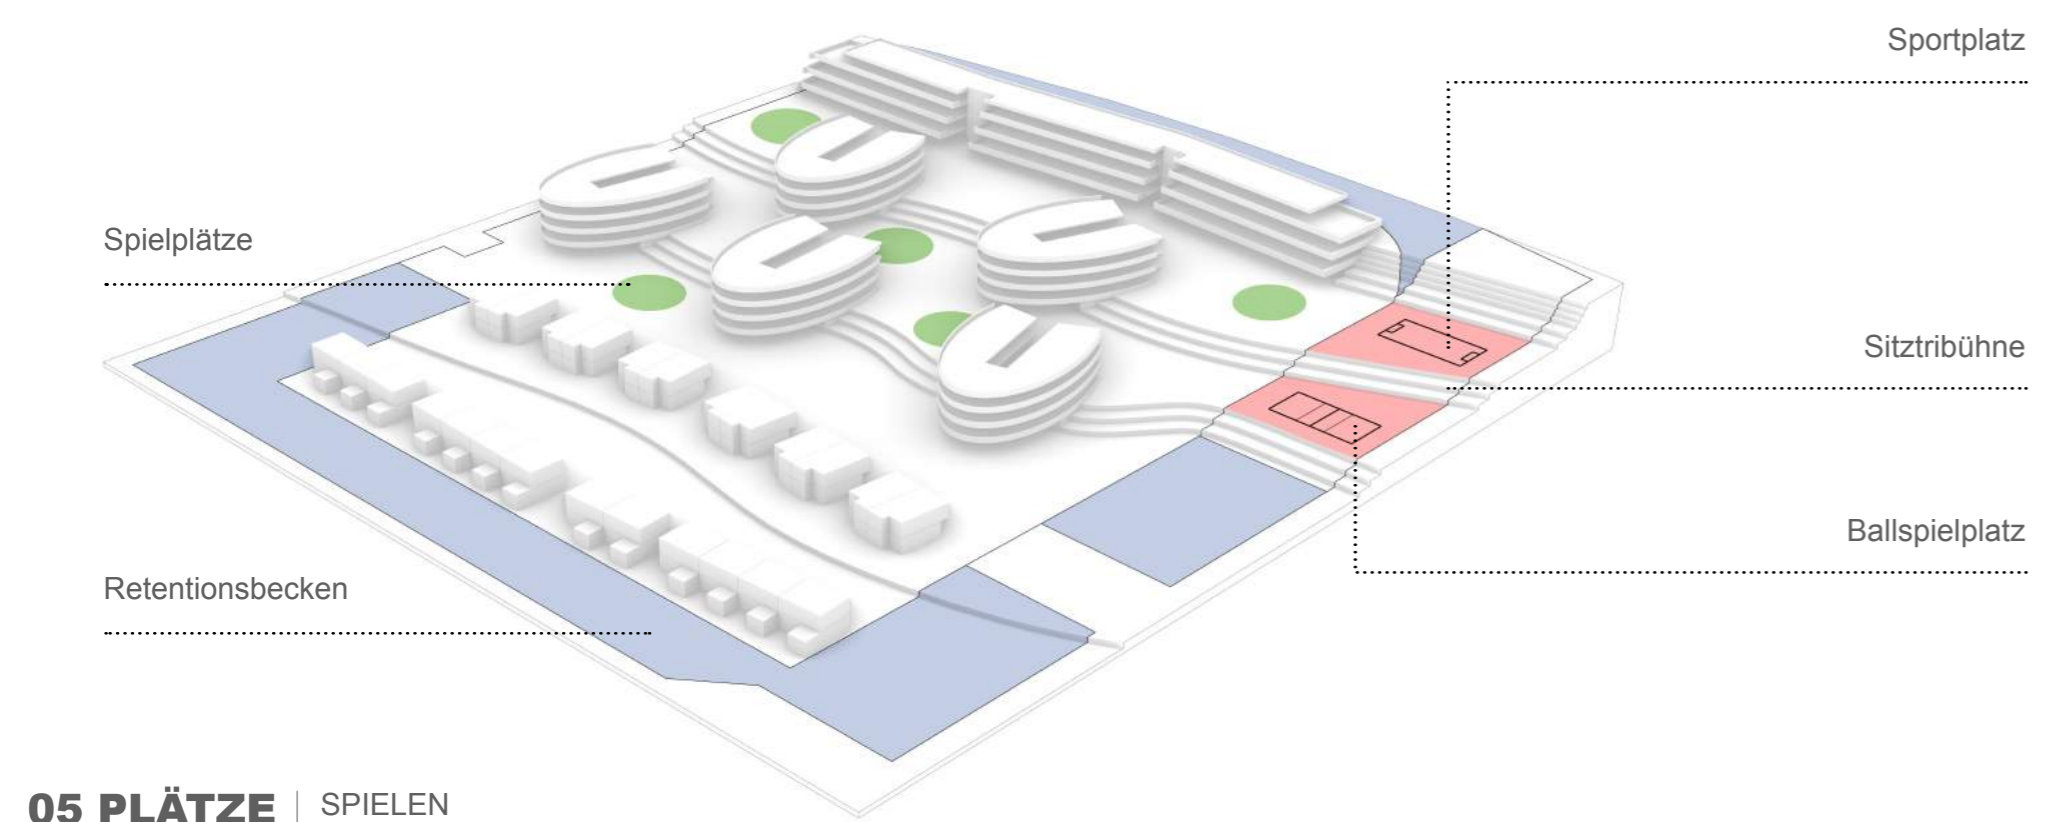 Sportplatz
Spielplätze
Sitztribühne
Ballspielplatz
Retentionsbecken
05 PLÄTZE | SPIELEN